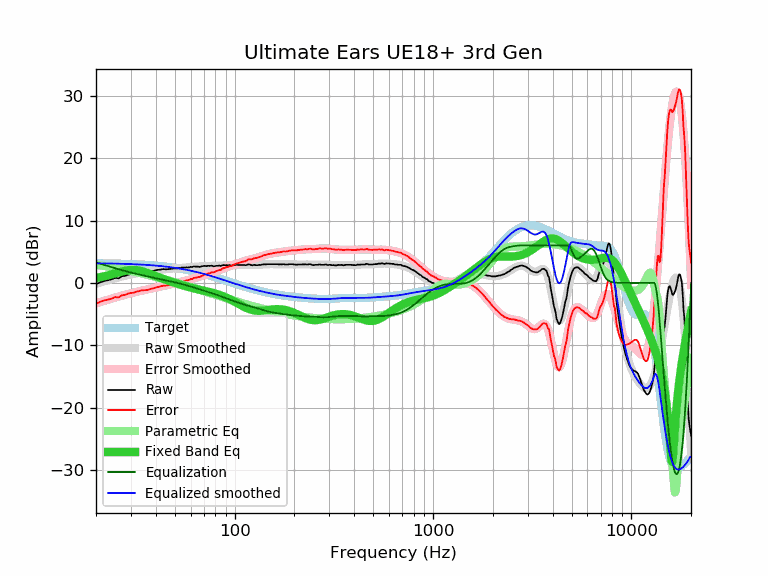 Ultimate Ears UE18+ 3rd Gen
30
20
10
0
−10
−20
−30
Amplitude (dBr)
Target
Raw Smoothed
Error Smoothed
Raw
Error
Parametric Eq
Fixed Band Eq
Equalization
Equalized smoothed
100
1000
10000
Frequency (Hz)